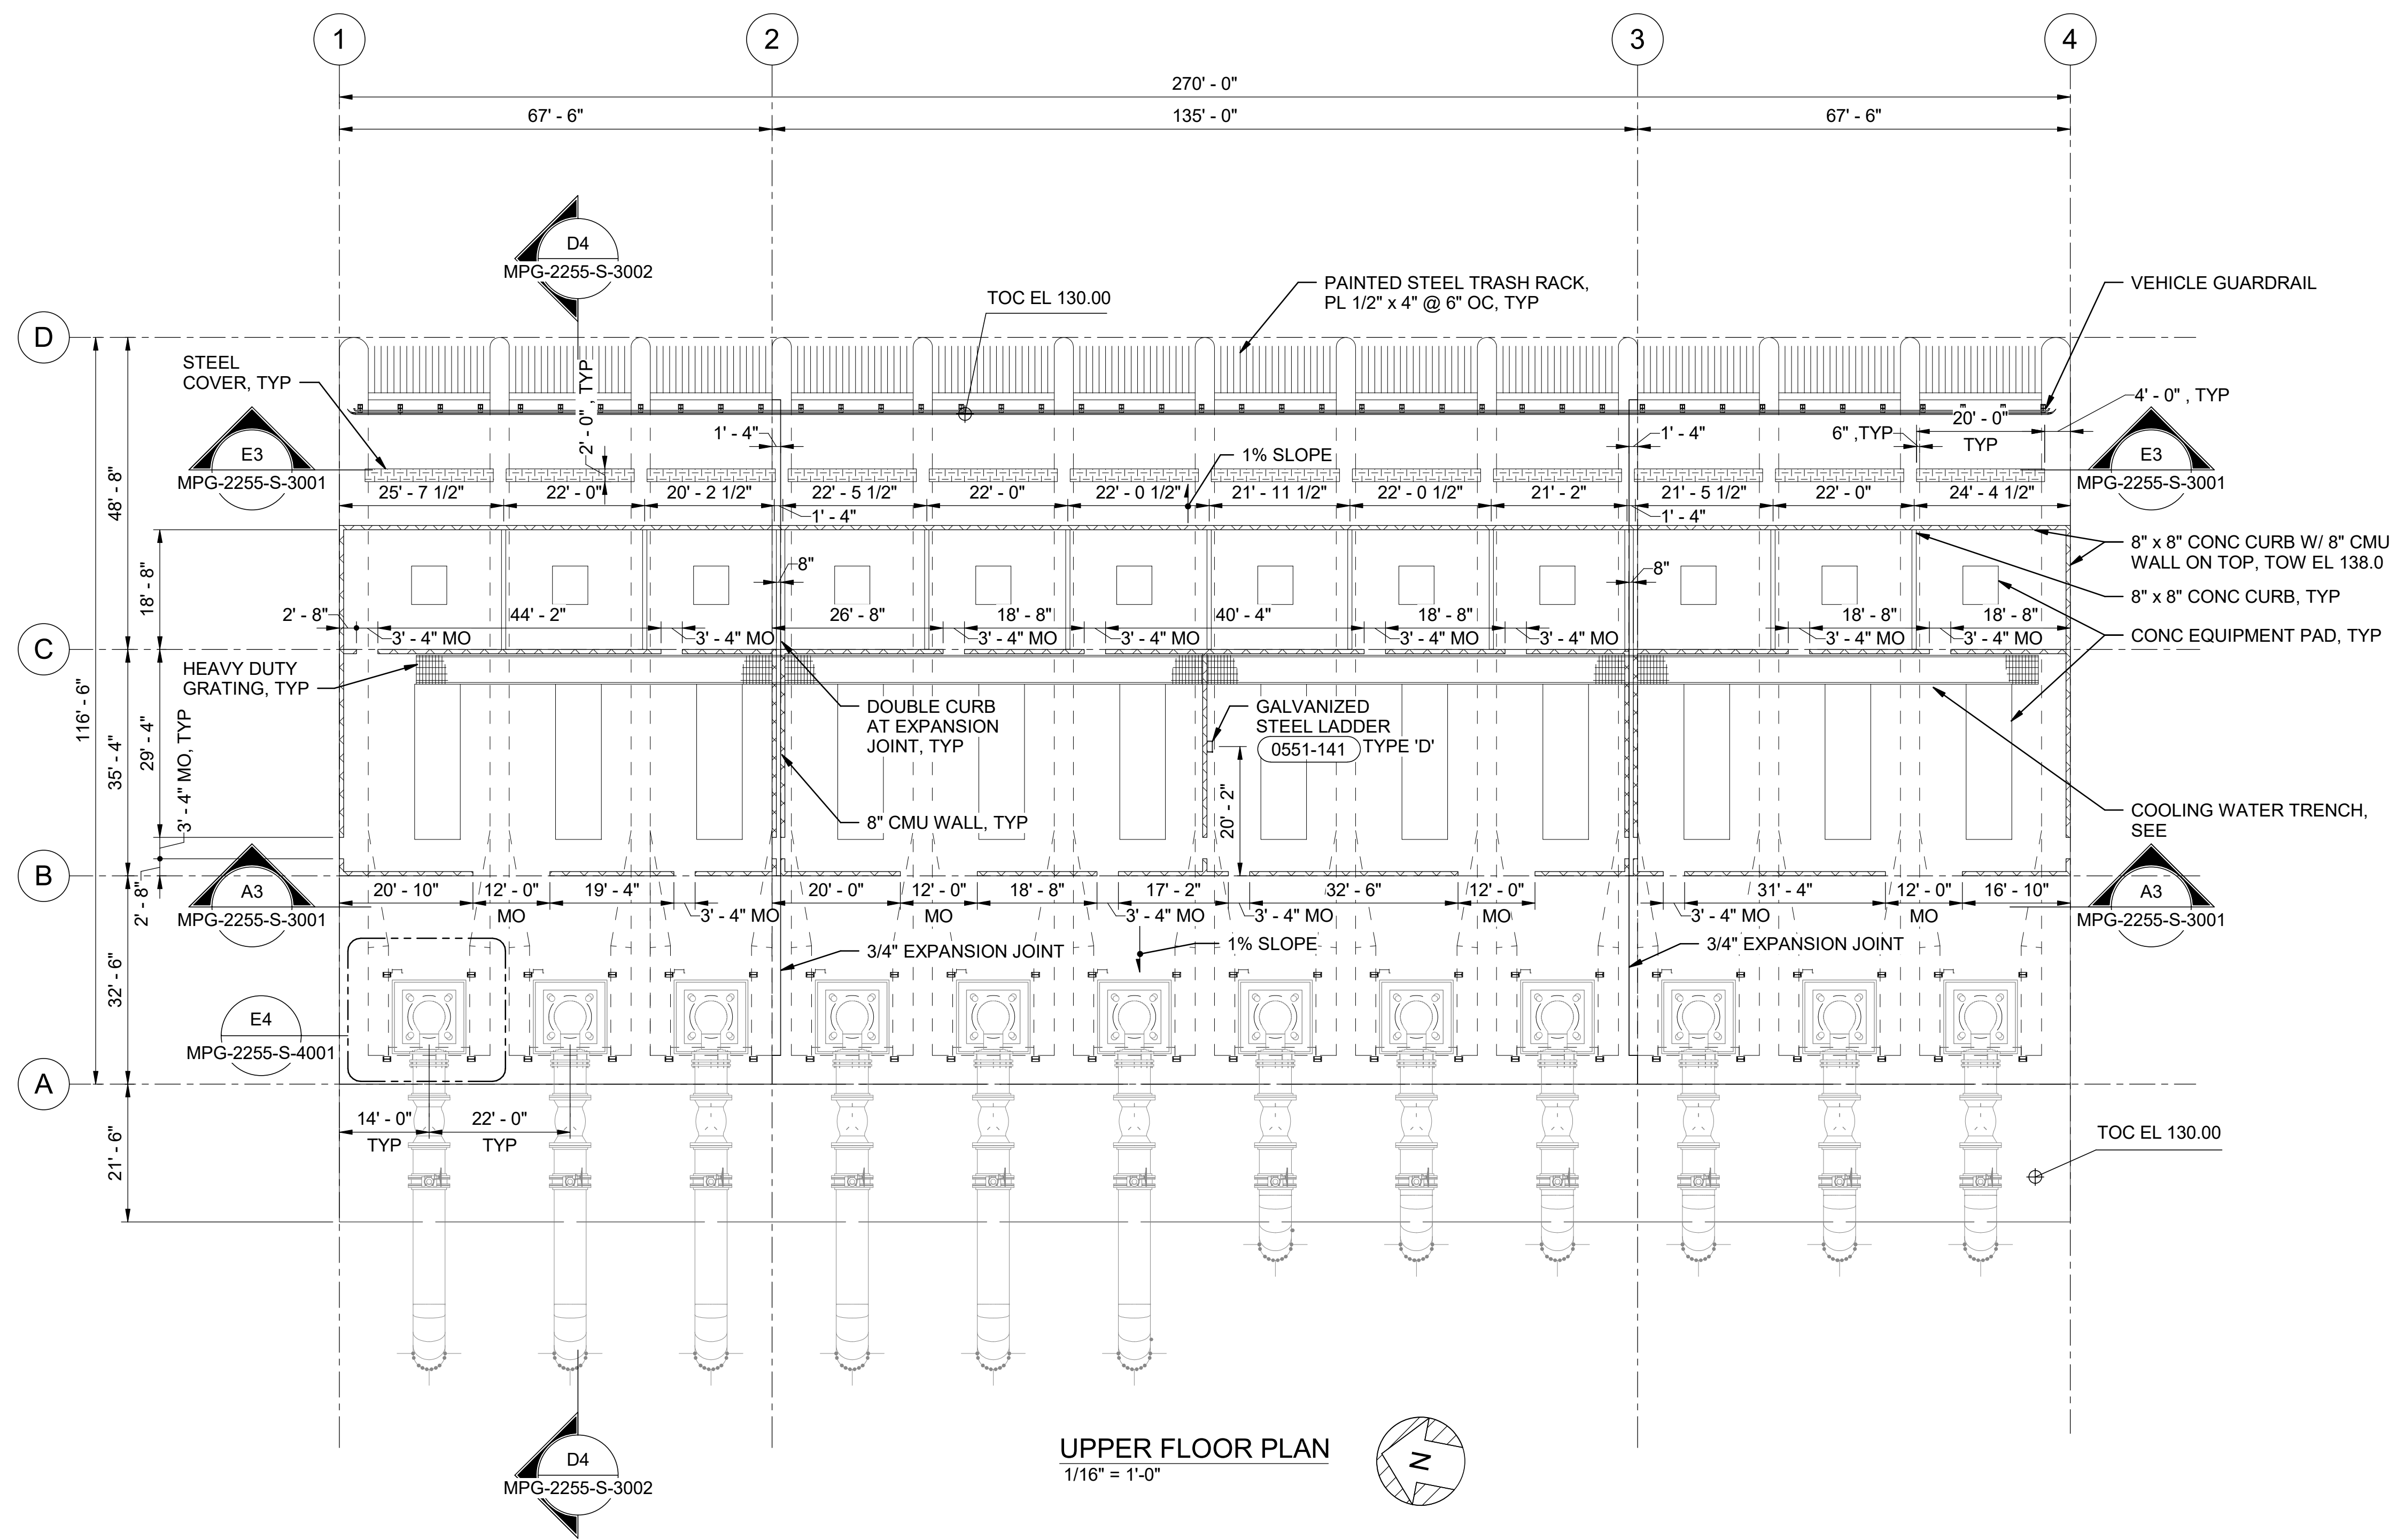 1
2
3
4
270' - 0"
67' - 6"
135' - 0"
67' - 6"
D4
MPG-2255-S-3002
TOC EL 130.00
PAINTED STEEL TRASH RACK,
PL 1/2" x 4" @ 6" OC, TYP
VEHICLE GUARDRAIL
D
STEEL
COVER, TYP
2' - 0" , TYP
4' - 0" , TYP
20' - 0"
TYP
6" ,TYP
1' - 4"
1' - 4"
1% SLOPE
E3
MPG-2255-S-3001
E3
MPG-2255-S-3001
48' - 8"
25' - 7 1/2"
22' - 0"
20' - 2 1/2"
22' - 5 1/2"
22' - 0"
22' - 0 1/2"
21' - 11 1/2"
22' - 0 1/2"
21' - 2"
21' - 5 1/2"
22' - 0"
24' - 4 1/2"
1' - 4"
1' - 4"
18' - 8"
8"
8"
8" x 8" CONC CURB W/ 8" CMU
WALL ON TOP, TOW EL 138.0
8" x 8" CONC CURB, TYP
CONC EQUIPMENT PAD, TYP
2' - 8"
44' - 2"
26' - 8"
18' - 8"
40' - 4"
18' - 8"
18' - 8"
18' - 8"
3' - 4" MO
3' - 4" MO
3' - 4" MO
3' - 4" MO
3' - 4" MO
3' - 4" MO
3' - 4" MO
3' - 4" MO
C
HEAVY DUTY
GRATING, TYP
116' - 6"
35' - 4"
29' - 4"
3' - 4" MO, TYP
DOUBLE CURB
AT EXPANSION
JOINT, TYP
GALVANIZED
STEEL LADDER
0551-141 TYPE 'D'
20' - 2"
8" CMU WALL, TYP
COOLING WATER TRENCH,
SEE
B
2' - 8"
A3
MPG-2255-S-3001
A3
MPG-2255-S-3001
20' - 10"
12' - 0"
MO
19' - 4"
3' - 4" MO
20' - 0"
12' - 0"
MO
18' - 8"
3' - 4" MO
17' - 2"
3' - 4" MO
32' - 6"
12' - 0"
MO
3' - 4" MO
31' - 4"
12' - 0"
MO
16' - 10"
3/4" EXPANSION JOINT
1% SLOPE
3/4" EXPANSION JOINT
32' - 6"
E4
MPG-2255-S-4001
A
14' - 0"
TYP
22' - 0"
TYP
21' - 6"
TOC EL 130.00
UPPER FLOOR PLAN
1/16" = 1'-0"
N
D4
MPG-2255-S-3002